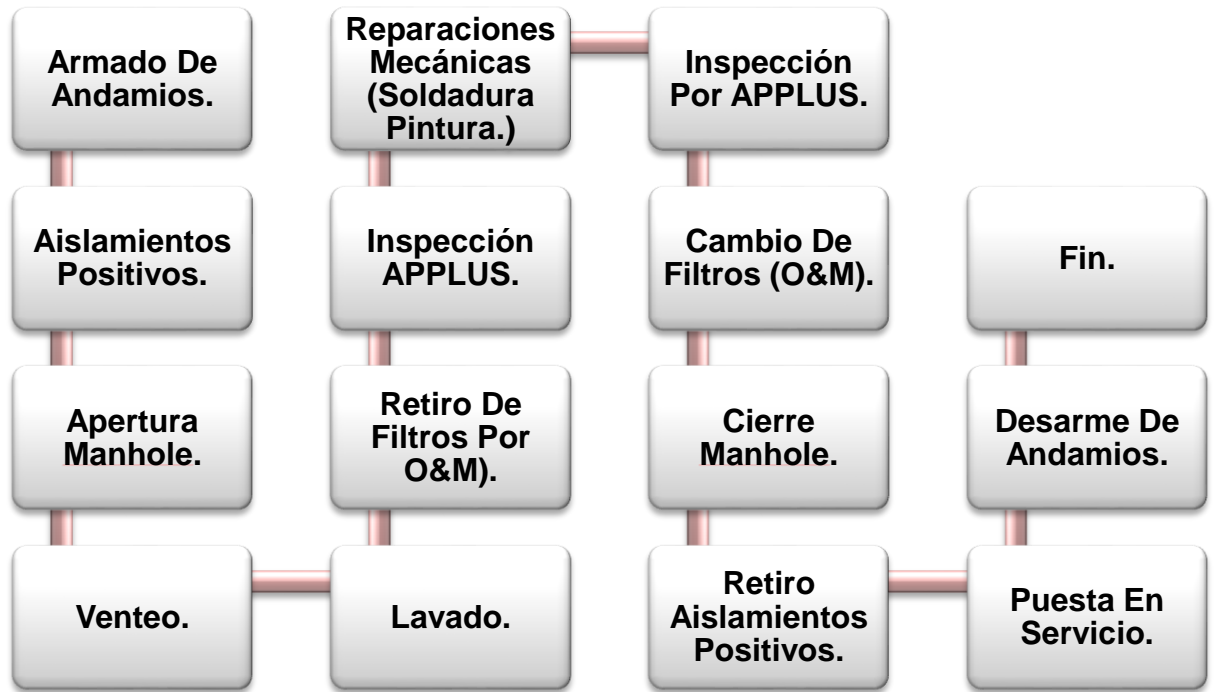 Armado De
Andamios.
Aislamientos
Positivos.
Apertura
Manhole.
Venteo.
Lavado.
Retiro De
Filtros Por
O&M).
Inspección
APPLUS.
Reparaciones
Mecánicas
(Soldadura
Pintura.)
Inspección
Por APPLUS.
Cambio De
Filtros (O&M).
Cierre
Manhole.
Retiro
Aislamientos
Positivos.
Puesta En
Servicio.
Desarme De
Andamios.
Fin.